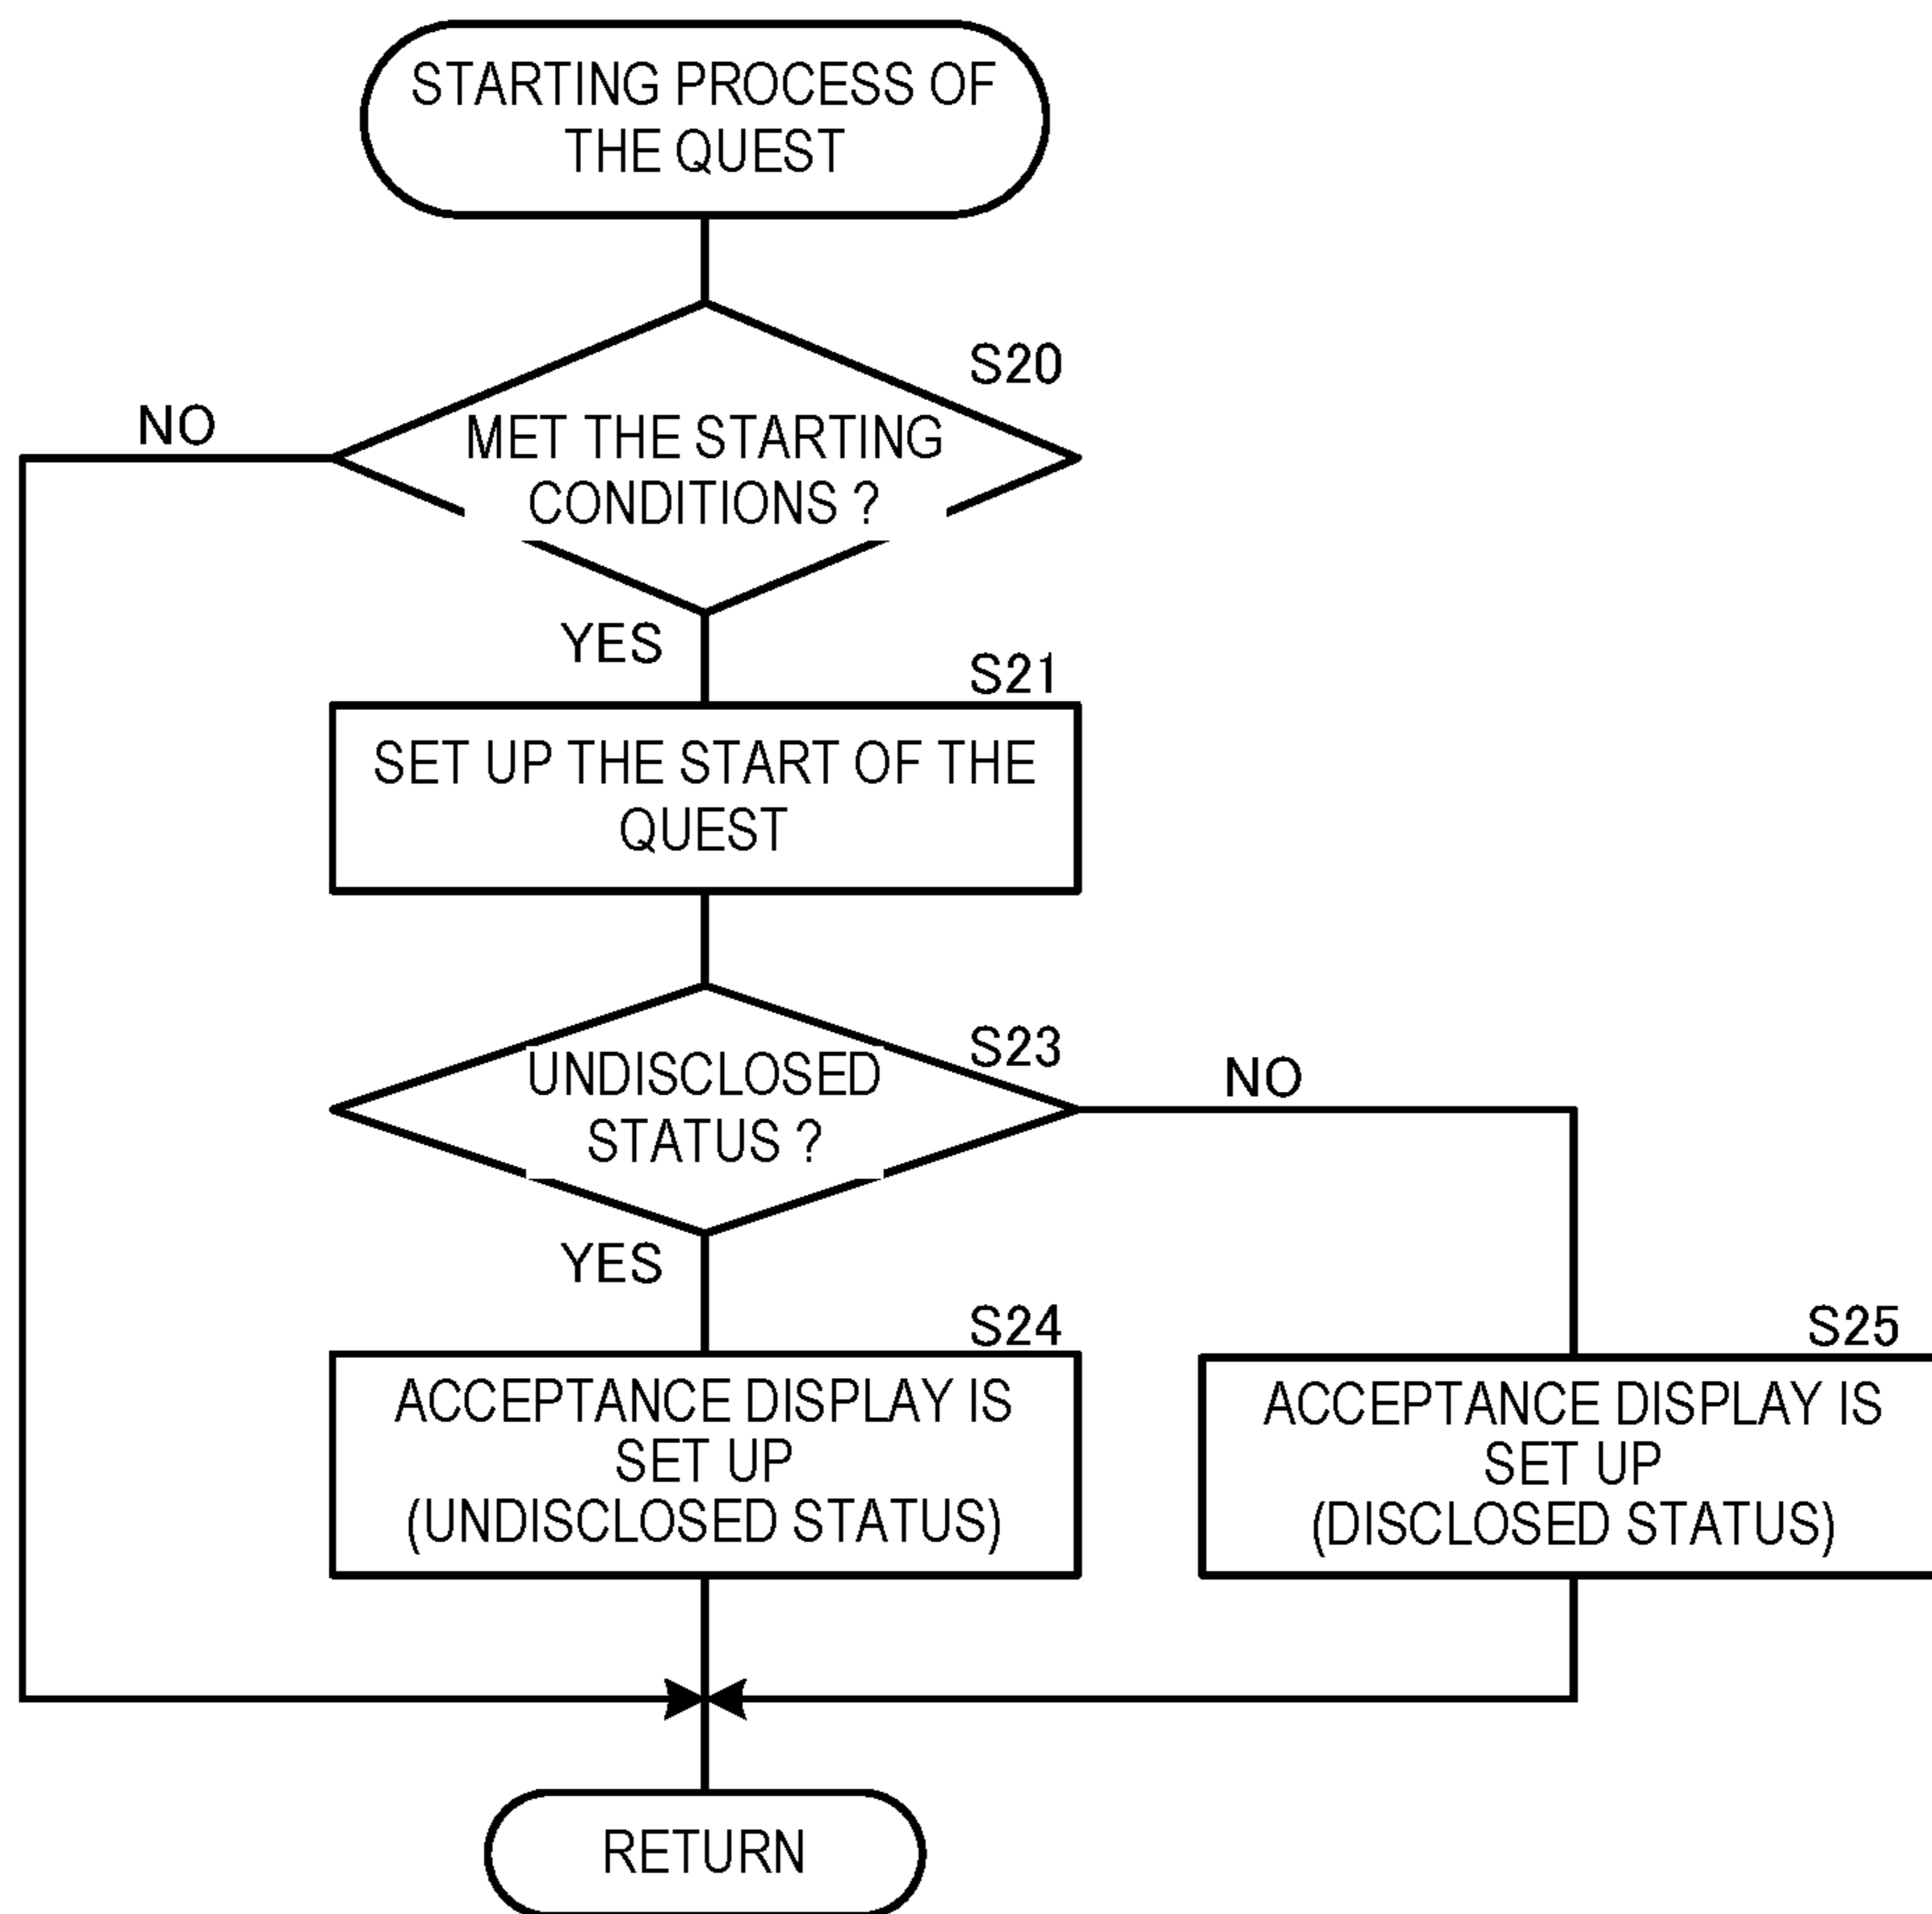 STARTING PROCESS OF
THE QUEST
S20
NO
MET THE STARTING
CONDITIONS ?
YES
S21
SET UP THE START OF THE
QUEST
S23
UNDISCLOSED
STATUS ?
NO
YES
S24
ACCEPTANCE DISPLAY IS
SET UP
(UNDISCLOSED STATUS)
S25
ACCEPTANCE DISPLAY IS
SET UP
(DISCLOSED STATUS)
RETURN